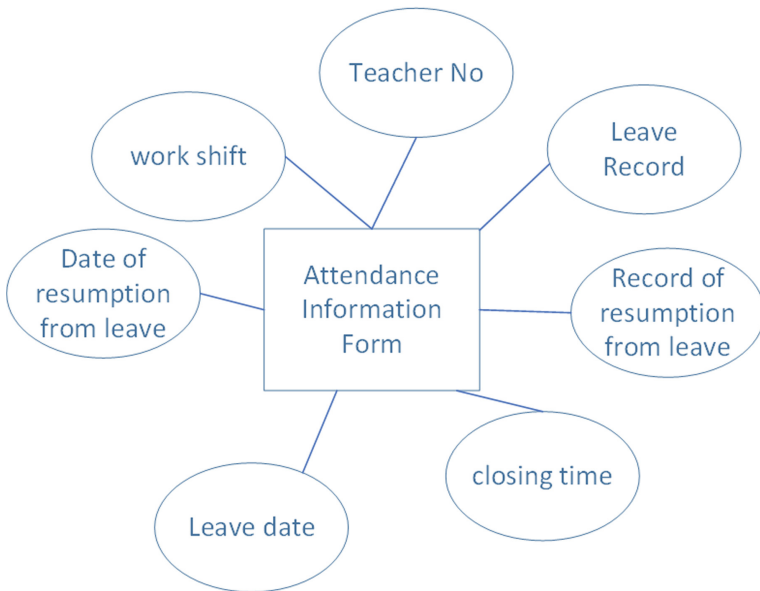 Teacher No
work shift
Leave
Record
Date of
resumption
from leave
Attendance
Information
Form
Record of
resumption
from leave
closing time
Leave date